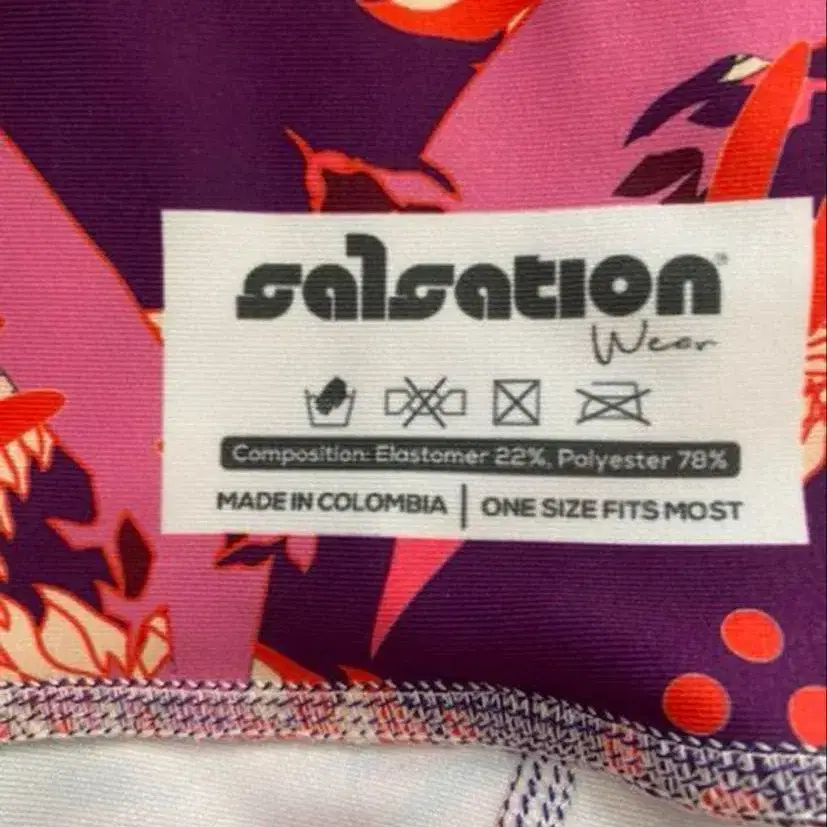 salsation®
Wear
Composition: Elastomer 22%, Polyester 78%
MADE IN COLOMBIA | ONE SIZE FITS MOST